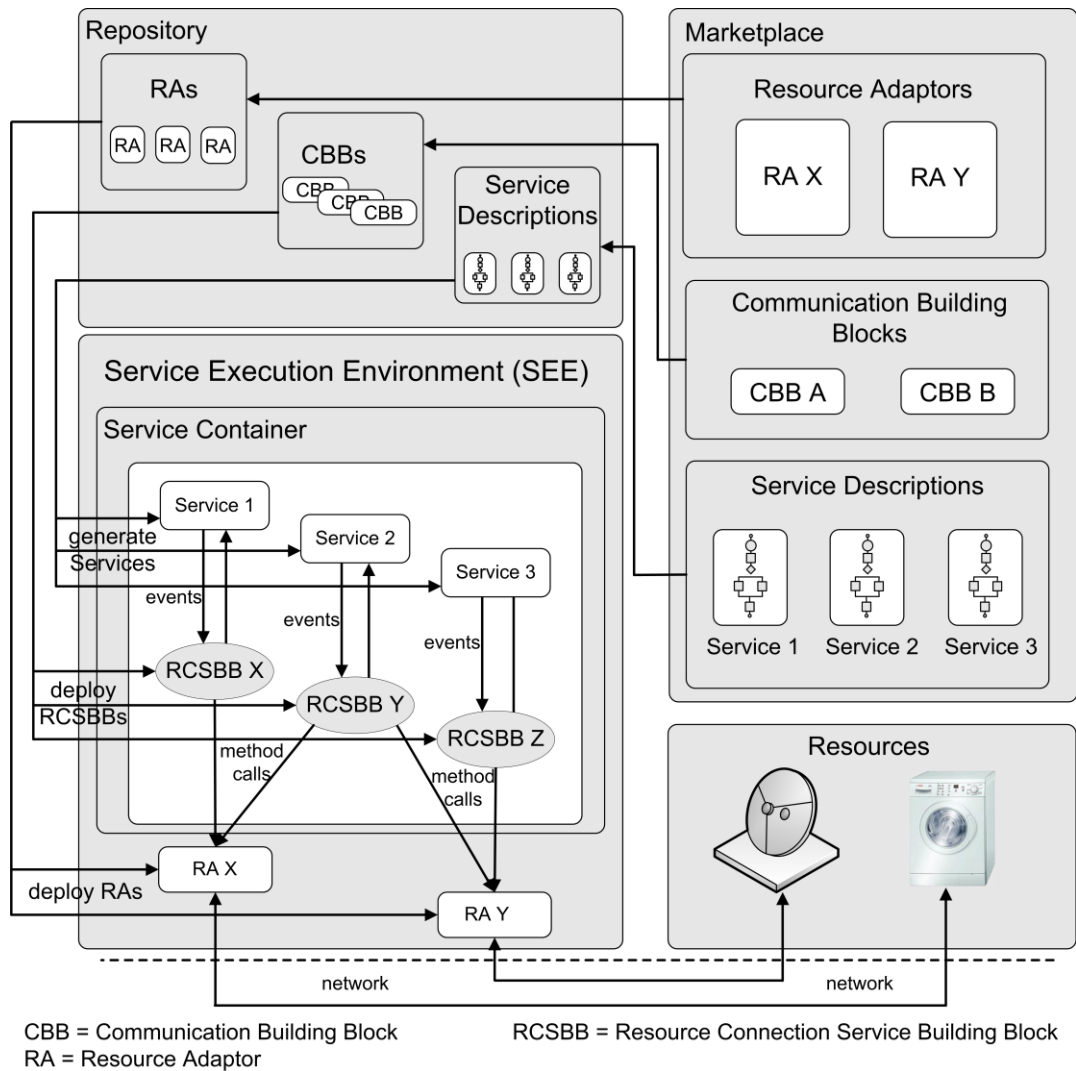 Repository
RAs
RA RA RA
CBBs
CBB
CBB
CBB
Service
Descriptions
Marketplace
Resource Adaptors
RA X
RA Y
Communication Building
Blocks
CBB A
CBB B
Service Descriptions
Service 1
Service 2
Service 3
Service Execution Environment (SEE)
Service Container
Service 1
generate
Services
Service 2
Service 3
events
events
events
RCSBB X
deploy
RCSBBs
RCSBB Y
RCSBB Z
method
calls
method
calls
RA X
deploy RAs
RA Y
Resources
network
network
CBB = Communication Building Block
RA = Resource Adaptor
RCSBB = Resource Connection Service Building Block